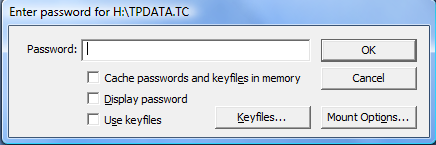 Enter password for H:\TPDATA.TC
Password:
OK
Cache passwords and keyfiles in memory
Cancel
Display password
Use keyfiles
Keyfiles...
Mount Options...